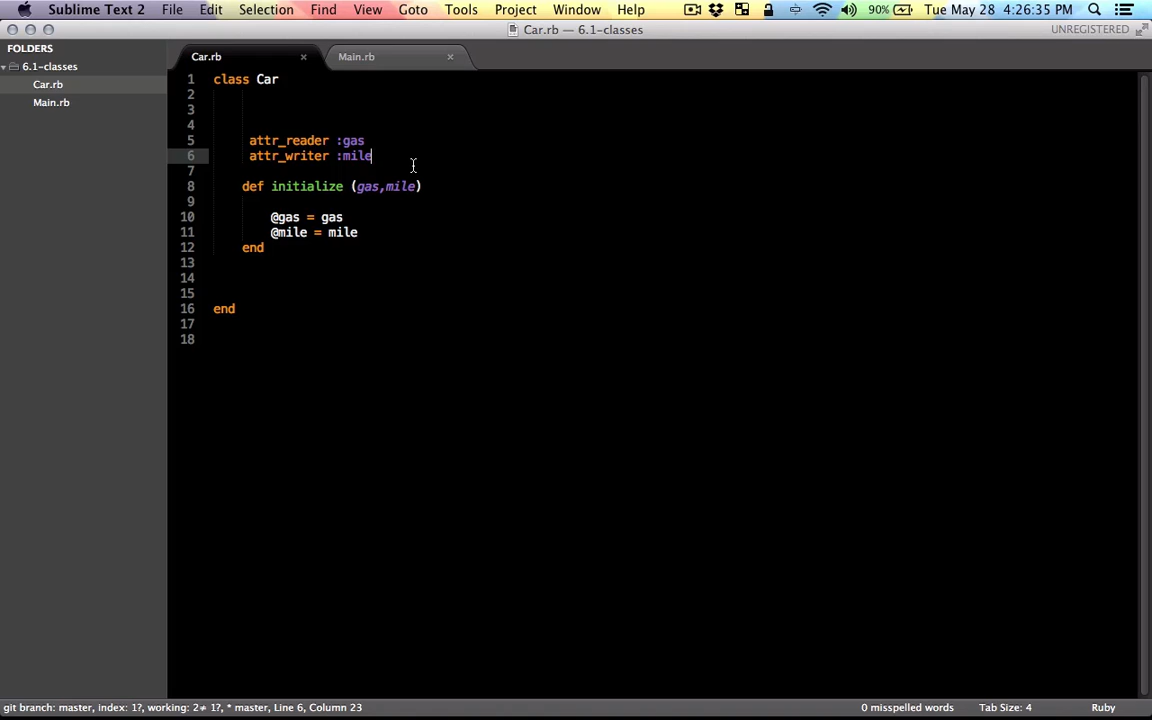 Sublime Text 2 File Edit Selection Find View Goto Tools Project Window Help 90% Tue May 28 4:26:35 PM
Car.rb — 6.1-classes UNREGISTERED
FOLDERS
6.1-classes
Car.rb
Main.rb
Car.rb × Main.rb ×
1 class Car
2
3
4
5 attr_reader :gas
6 attr_writer :mile
7
8 def initialize (gas,mile)
9
10 @gas = gas
11 @mile = mile
12 end
13
14
15
16 end
17
18
git branch: master, index: 1?, working: 2≠ 1?, * master, Line 6, Column 23 0 misspelled words Tab Size: 4 Ruby